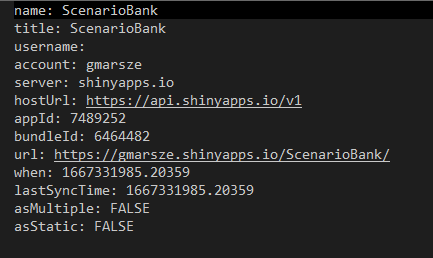 name: ScenarioBank
title: ScenarioBank
username:
account: gmarsze
server: shinyapps.io
hostUrl: https://api.shinyapps.io/v1
appId: 7489252
bundleId: 6464482
url: https://gmarsze.shinyapps.io/ScenarioBank/
when: 1667331985.20359
lastSyncTime: 1667331985.20359
asMultiple: FALSE
asStatic: FALSE